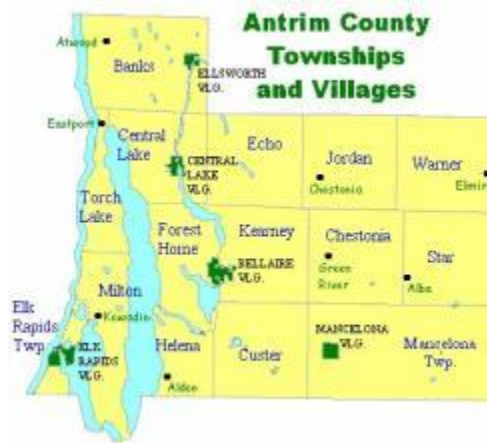 Antrim County
Townships
and Villages
Atwood
Banks
ELLSWORTH
VLG.
Eastport
Central
Lake
Echo
Jordan
Warner
CENTRAL
LAKE
VLG.
Chestonia
Elmira
Torch
Lake
Forest
Home
Kearney
Chestonia
Star
BELLAIRE
VLG.
Green
River
Alba
Milton
Elk
Rapids
Twp.
Kewadin
MANCELONA
VLG.
Mancelona
Twp.
ELK
RAPIDS
VLG.
Helena
Custer
Alden